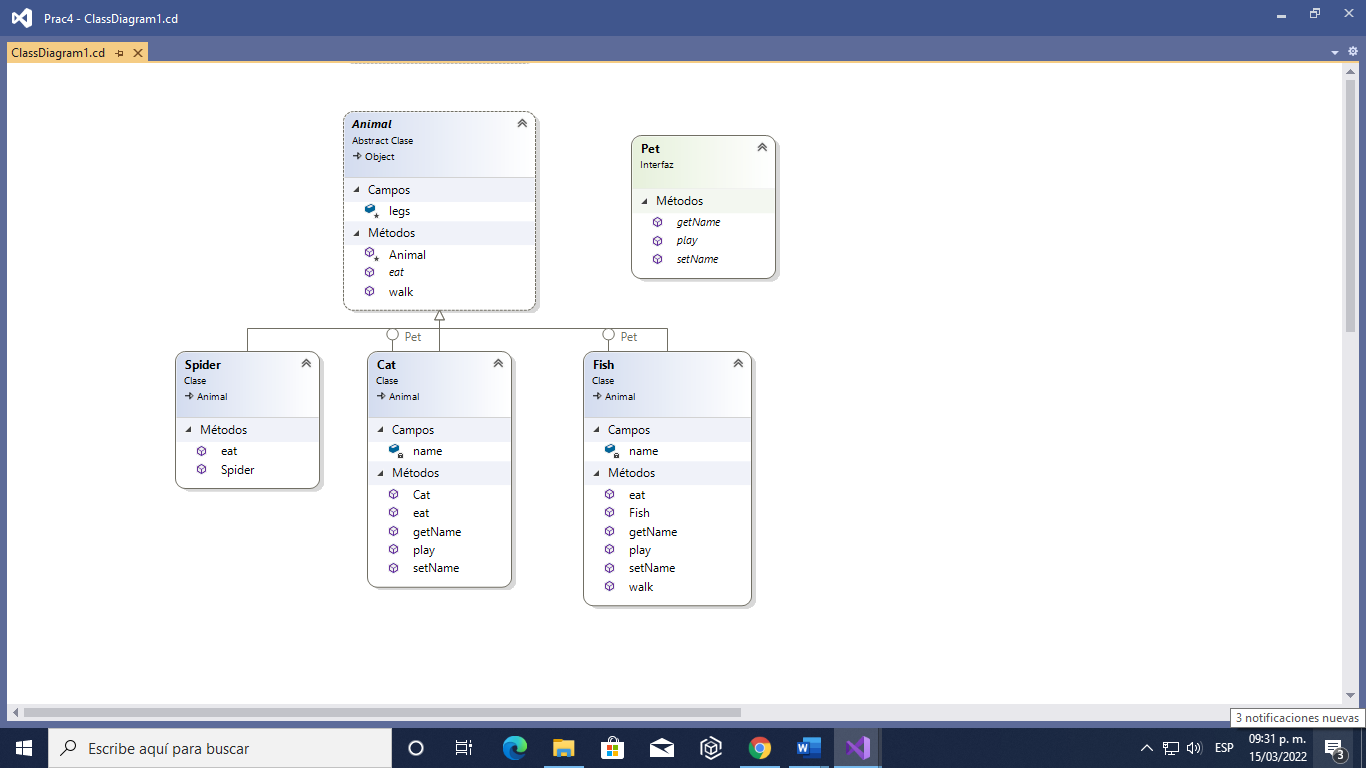 Prac4 - ClassDiagram1.cd
ClassDiagram1.cd
Animal
Abstract Clase
Object
Campos
legs
Métodos
Animal
eat
walk
Pet
Interfaz
Métodos
getName
play
setName
Pet
Pet
Spider
Clase
Animal
Métodos
eat
Spider
Cat
Clase
Animal
Campos
name
Métodos
Cat
eat
getName
play
setName
Fish
Clase
Animal
Campos
name
Métodos
eat
Fish
getName
play
setName
walk
3 notificaciones nuevas
Escribe aquí para buscar
ESP
09:31 p. m.
15/03/2022
3